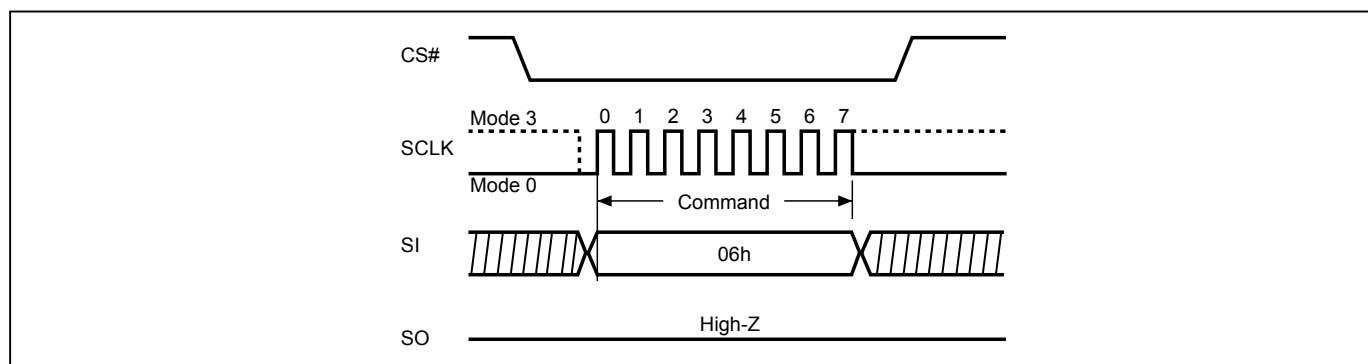 CS#
Mode 3
0 1 2 3 4 5 6 7
SCLK
Mode 0
Command
SI
06h
High-Z
SO